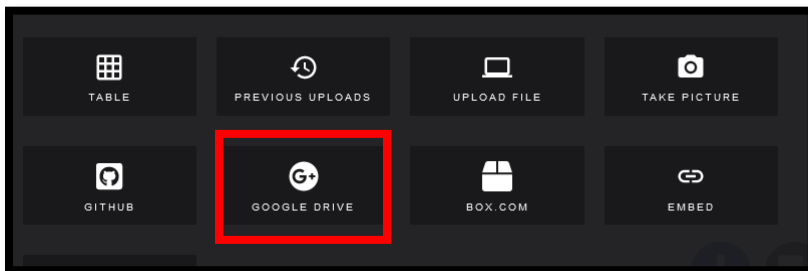 TABLE
PREVIOUS UPLOADS
UPLOAD FILE
TAKE PICTURE
GITHUB
G+
GOOGLE DRIVE
BOX.COM
EMBED